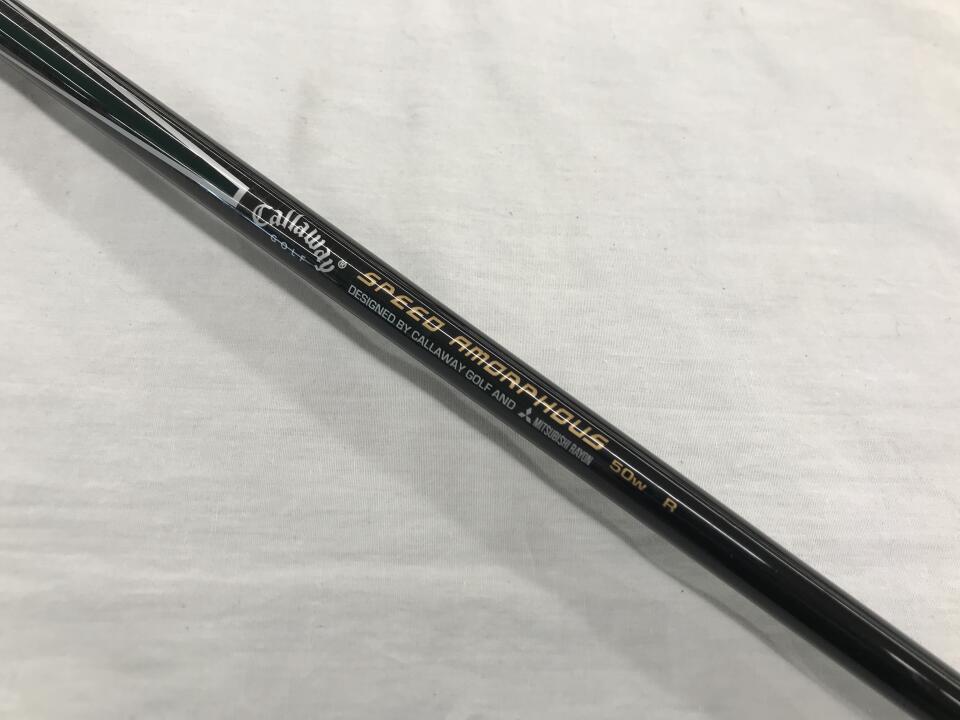 Callaway®
GOLF
SPEED AMORPHOUS 50w R
DESIGNED BY CALLAWAY GOLF AND MITSUBISHI RAYON